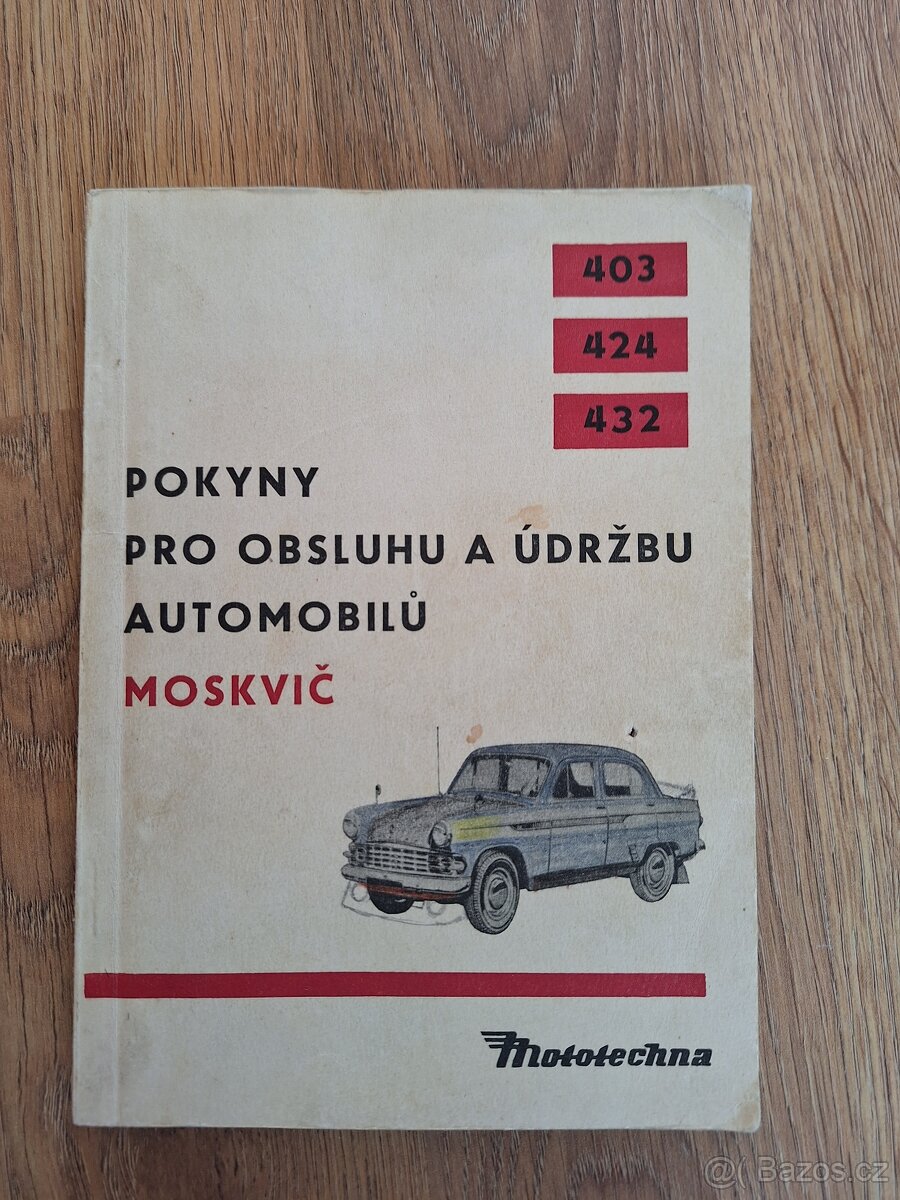 403
424
432
POKYNY
PRO OBSLUHU A ÚDRŽBU
AUTOMOBILŮ
MOSKVIČ
Mototechna
@( Bazos.cz